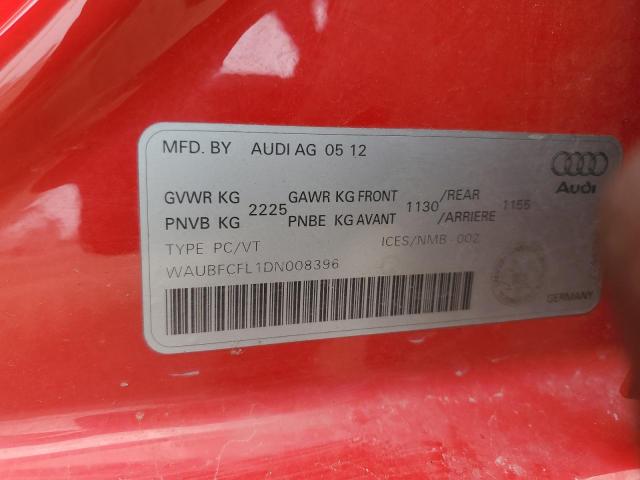 MFD. BY AUDI AG 05 12
Audi
GVWR KG 2225 GAWR KG FRONT 1130 /REAR 1155
PNVB KG PNBE KG AVANT /ARRIERE
TYPE PC/VT ICES/NMB-002
WAUBFCFL1DN008396
GERMANY